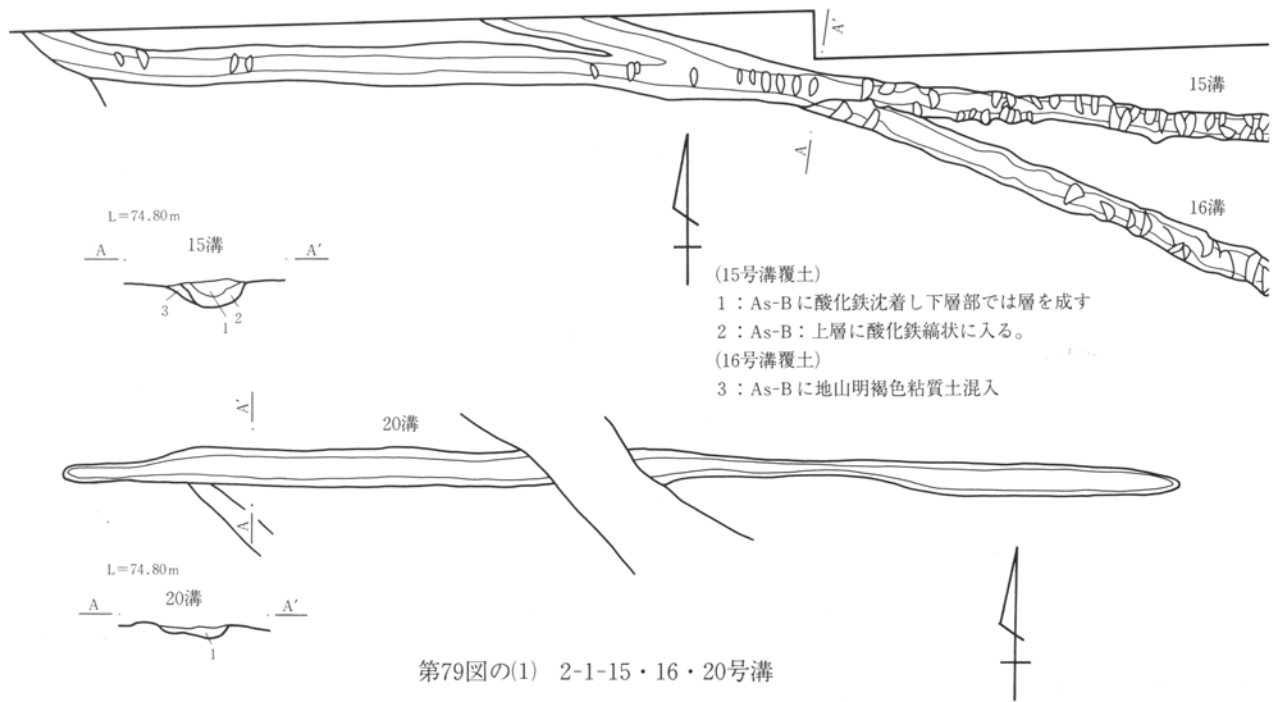 A′
15溝
A
16溝
L=74.80m
A 15溝 A′
3 1 2
(15号溝覆土)
1：As-Bに酸化鉄沈着し下層部では層を成す
2：As-B：上層に酸化鉄縞状に入る。
(16号溝覆土)
3：As-Bに地山明褐色粘質土混入
A′
20溝
A
L=74.80m
A 20溝 A′
1
第79図の(1) 2-1-15・16・20号溝